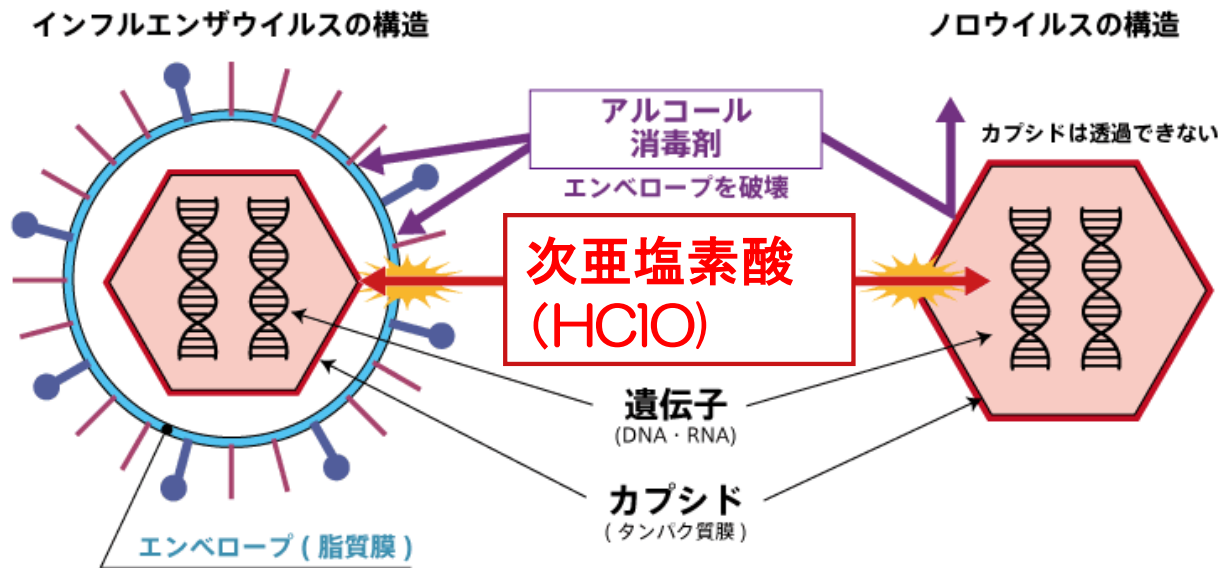 インフルエンザウイルスの構造
ノロウイルスの構造
アルコール
消毒剤
エンベロープを破壊
カプシドは透過できない
次亜塩素酸
(HClO)
遺伝子
(DNA・RNA)
カプシド
(タンパク質膜)
エンベロープ(脂質膜)